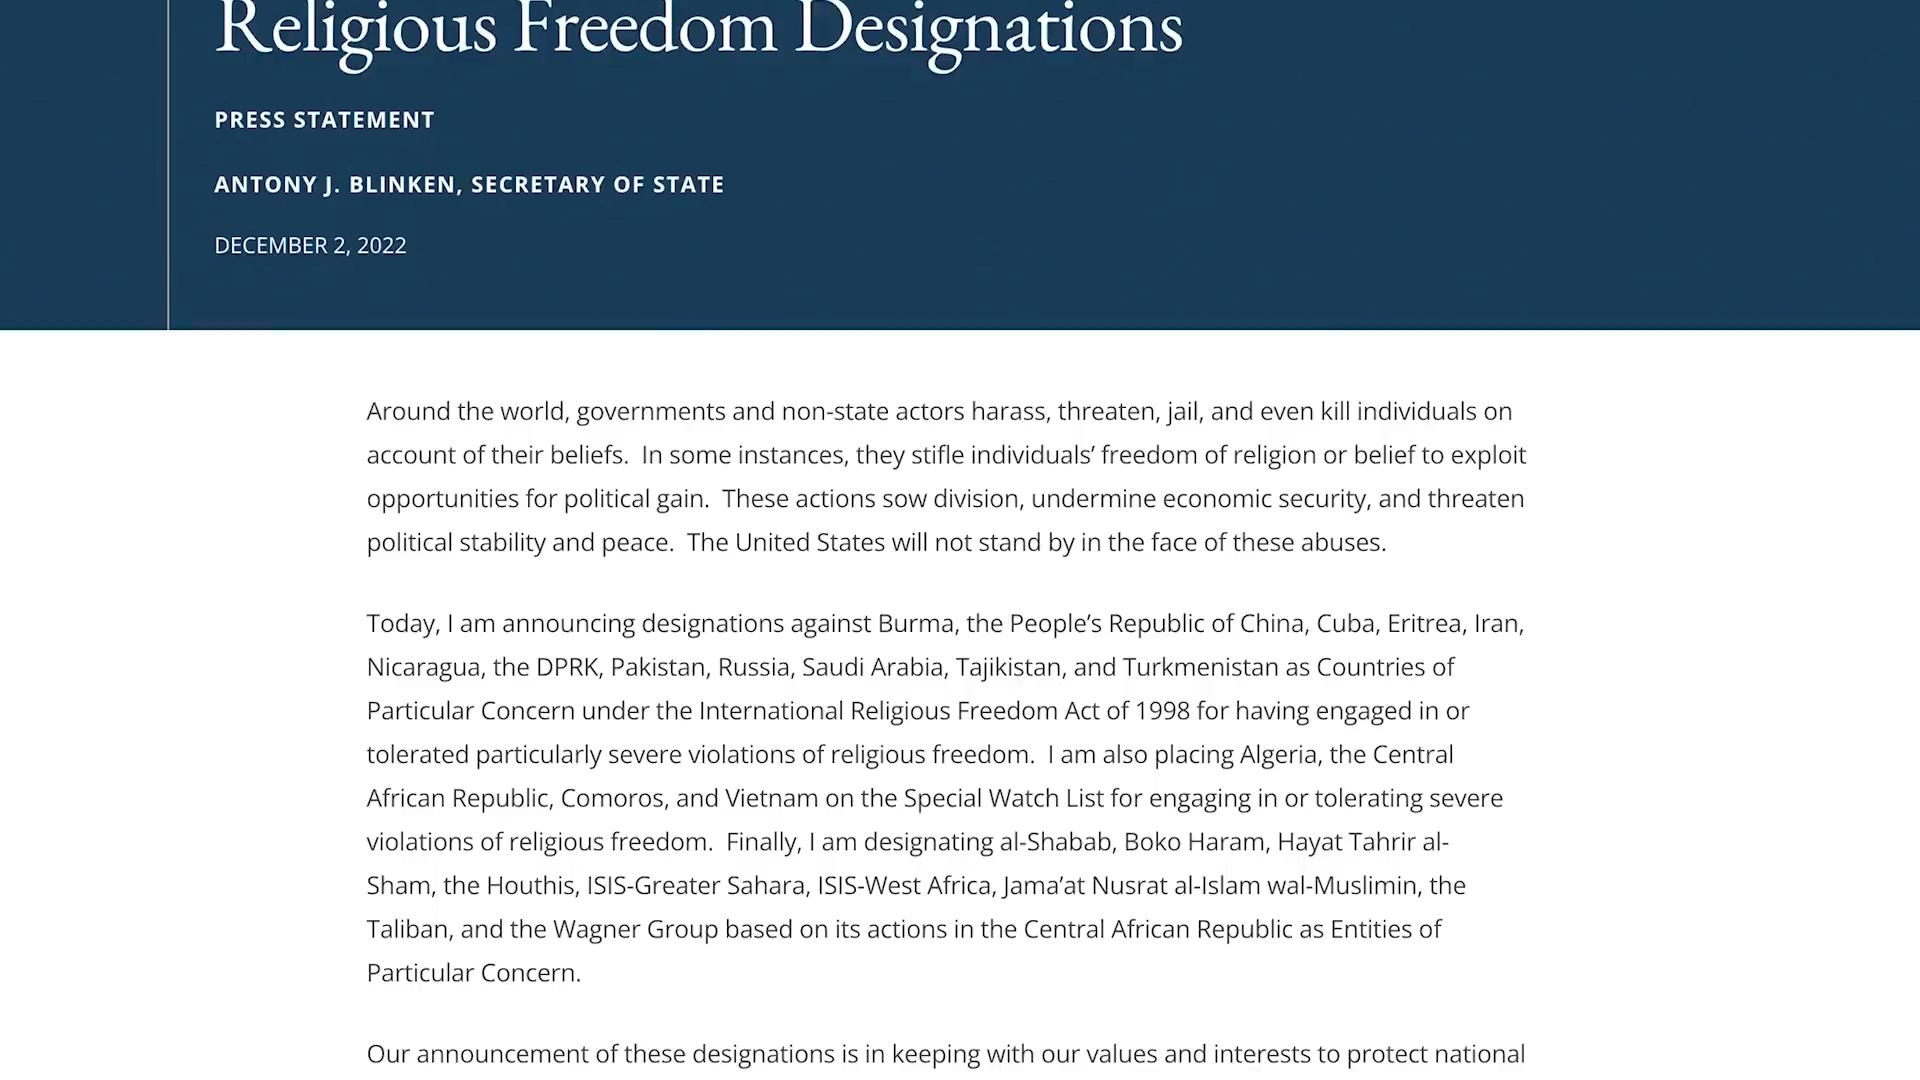 Religious Freedom Designations
PRESS STATEMENT
ANTONY J. BLINKEN, SECRETARY OF STATE
DECEMBER 2, 2022
Around the world, governments and non-state actors harass, threaten, jail, and even kill individuals on
account of their beliefs.  In some instances, they stifle individuals’ freedom of religion or belief to exploit
opportunities for political gain.  These actions sow division, undermine economic security, and threaten
political stability and peace.  The United States will not stand by in the face of these abuses.
Today, I am announcing designations against Burma, the People’s Republic of China, Cuba, Eritrea, Iran,
Nicaragua, the DPRK, Pakistan, Russia, Saudi Arabia, Tajikistan, and Turkmenistan as Countries of
Particular Concern under the International Religious Freedom Act of 1998 for having engaged in or
tolerated particularly severe violations of religious freedom.  I am also placing Algeria, the Central
African Republic, Comoros, and Vietnam on the Special Watch List for engaging in or tolerating severe
violations of religious freedom.  Finally, I am designating al-Shabab, Boko Haram, Hayat Tahrir al-
Sham, the Houthis, ISIS-Greater Sahara, ISIS-West Africa, Jama’at Nusrat al-Islam wal-Muslimin, the
Taliban, and the Wagner Group based on its actions in the Central African Republic as Entities of
Particular Concern.
Our announcement of these designations is in keeping with our values and interests to protect national